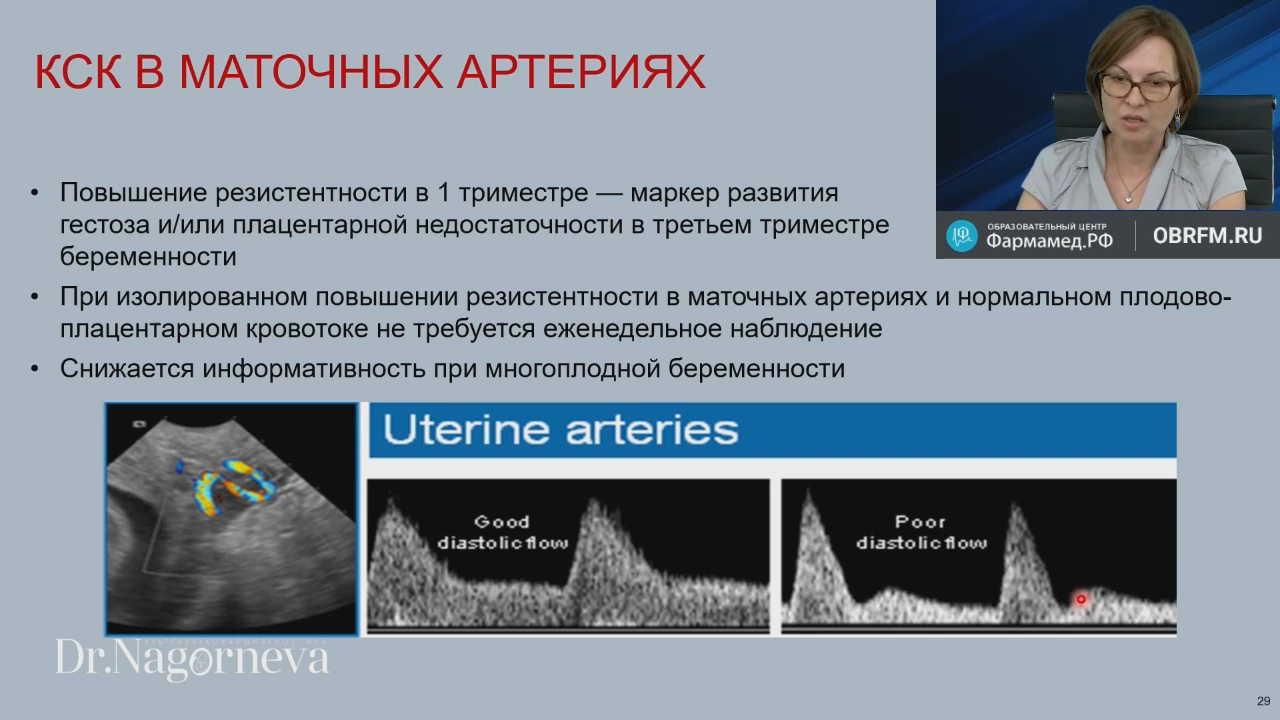 КСК В МАТОЧНЫХ АРТЕРИЯХ
• Повышение резистентности в 1 триместре — маркер развития
гестоза и/или плацентарной недостаточности в третьем триместре
беременности
• При изолированном повышении резистентности в маточных артериях и нормальном плодово-
плацентарном кровотоке не требуется еженедельное наблюдение
• Снижается информативность при многоплодной беременности
ОБРАЗОВАТЕЛЬНЫЙ ЦЕНТР
Фармамед.РФ
OBRFM.RU
Uterine arteries
Good
diastolic flow
Poor
diastolic flow
Dr.Nagorneva
29